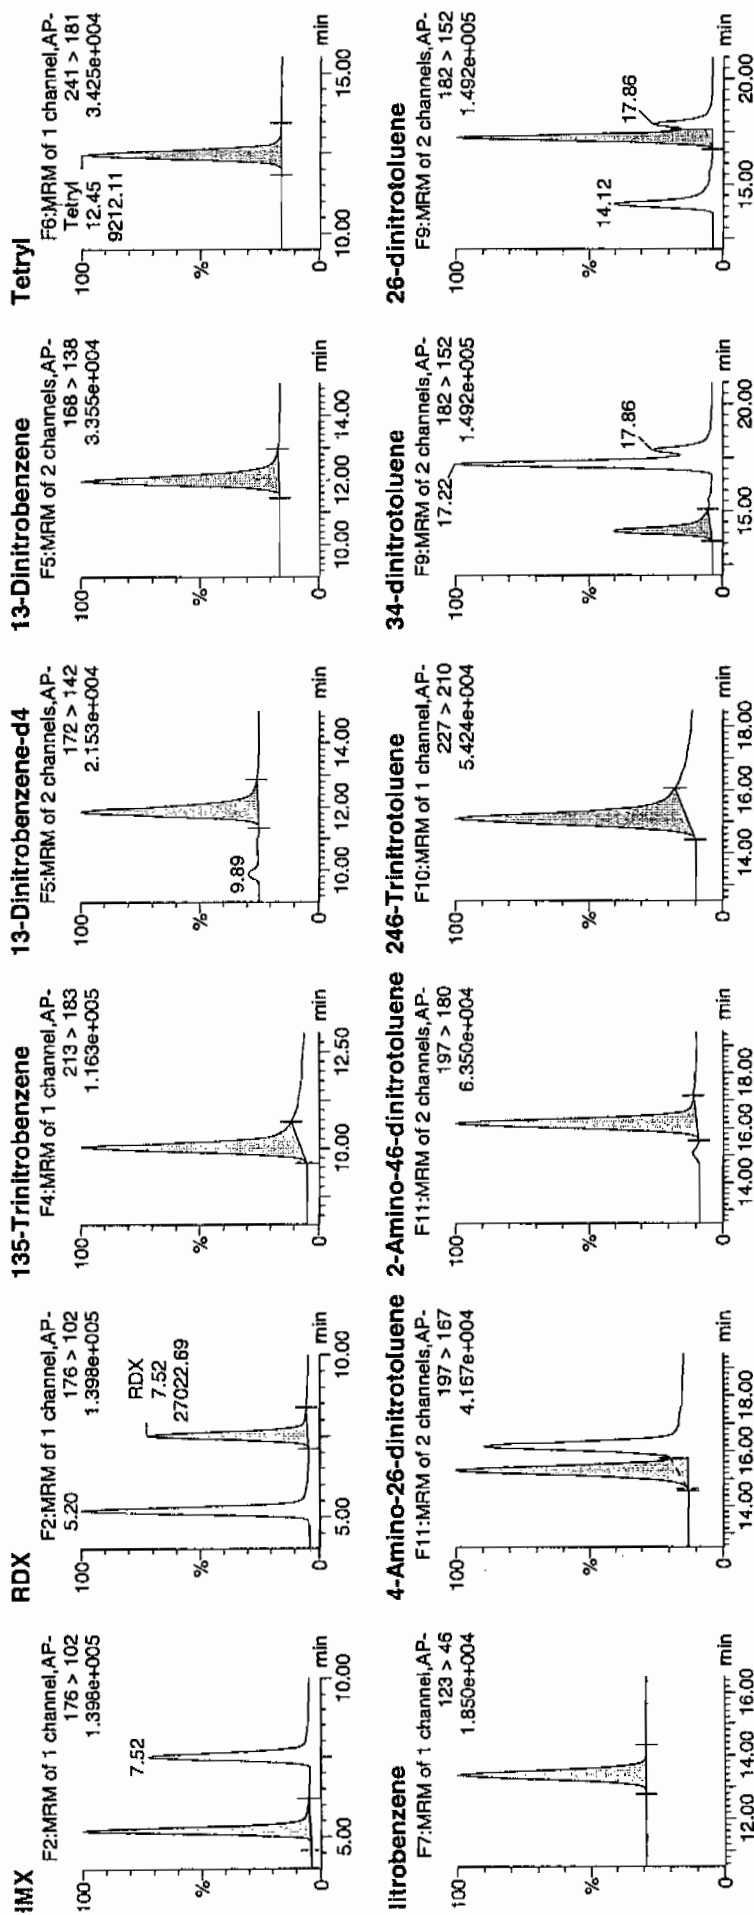 HMX
F2:MRM of 1 channel,AP-
176 > 102
1.398e+005
100
7.52
%
0
5.00
10.00
min
RDX
F2:MRM of 1 channel,AP-
176 > 102
1.398e+005
100
5.20
RDX
7.52
27022.69
%
0
5.00
10.00
min
135-Trinitrobenzene
F4:MRM of 1 channel,AP-
213 > 183
1.163e+005
100
%
0
10.00
12.50
min
13-Dinitrobenzene-d4
F5:MRM of 2 channels,AP-
172 > 142
2.153e+004
100
9.89
%
0
10.00
12.00
14.00
min
13-Dinitrobenzene
F5:MRM of 2 channels,AP-
168 > 138
3.355e+004
100
%
0
10.00
12.00
14.00
min
Tetryl
F6:MRM of 1 channel,AP-
241 > 181
3.425e+004
100
Tetryl
12.45
9212.11
%
0
10.00
15.00
min
litrobenzene
F7:MRM of 1 channel,AP-
123 > 46
1.850e+004
100
%
0
12.00
14.00
16.00
min
4-Amino-26-dinitrotoluene
F11:MRM of 2 channels,AP-
197 > 167
4.167e+004
100
%
0
14.00
16.00
18.00
min
2-Amino-46-dinitrotoluene
F11:MRM of 2 channels,AP-
197 > 180
6.350e+004
100
%
0
14.00
16.00
18.00
min
246-Trinitrotoluene
F10:MRM of 1 channel,AP-
227 > 210
5.424e+004
100
%
0
14.00
16.00
18.00
min
34-dinitrotoluene
F9:MRM of 2 channels,AP-
182 > 152
1.492e+005
100
17.22
17.86
%
0
15.00
20.00
min
26-dinitrotoluene
F9:MRM of 2 channels,AP-
182 > 152
1.492e+005
100
14.12
17.86
%
0
15.00
20.00
min